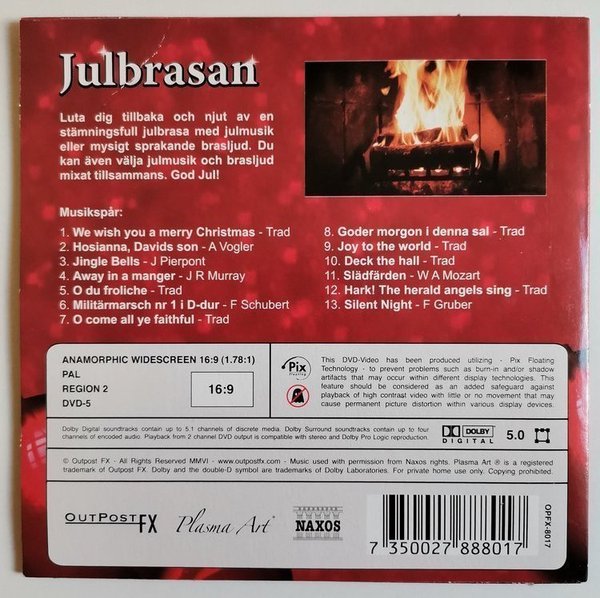 Julbrasan
Luta dig tillbaka och njut av en
stämningsfull julbrasa med julmusik
eller mysigt sprakande brasljud. Du
kan även välja julmusik och brasljud
mixat tillsammans. God Jul!
Musikspår:
1. We wish you a merry Christmas - Trad
2. Hosianna, Davids son - A Vogler
3. Jingle Bells - J Pierpont
4. Away in a manger - J R Murray
5. O du froliche - Trad
6. Militärmarsch nr 1 i D-dur - F Schubert
7. O come all ye faithful - Trad
8. Goder morgon i denna sal - Trad
9. Joy to the world - Trad
10. Deck the hall - Trad
11. Slädfärden - W A Mozart
12. Hark! The herald angels sing - Trad
13. Silent Night - F Gruber
ANAMORPHIC WIDESCREEN 16:9 (1.78:1)
PAL
REGION 2
DVD-5
16:9
Pix
floating
This DVD-Video has been produced utilizing - Pix Floating
Technology - to prevent problems such as burn-in and/or shadow
artifacts that may occur within different display technologies. This
feature should be considered as an added safeguard against
playback of high contrast video with little or no movement that may
cause permanent picture distortion within various display devices.
Dolby Digital soundtracks contain up to 5.1 channels of discrete media. Dolby Surround soundtracks contain up to four
channels of encoded audio. Playback from 2 channel DVD output is compatible with stereo and Dolby Pro Logic reproduction.
DOLBY
DIGITAL
5.0
© Outpost FX - All Rights Reserved MMVI - www.outpostfx.com - Music used with permission from Naxos rights. Plasma Art ® is a registered
trademark of Outpost FX. Dolby and the double-D symbol are trademarks of Dolby Laboratories. For private home use only. Copying prohibited.
OUTPOST FX
Plasma Art®
NAXOS
7 350027 888017
OPFX-8017